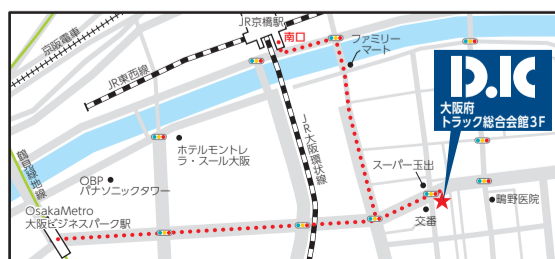 京阪電車
JR京橋駅
南口
ファミリー
マート
JR東西線
D.K
大阪府
トラック総合会館3F
ホテルモントレ
ラ・スール大阪
JR大阪環状線
鶴見緑地線
OBP
パナソニックタワー
スーパー玉出
OsakaMetro
大阪ビジネスパーク駅
交番
鴫野医院